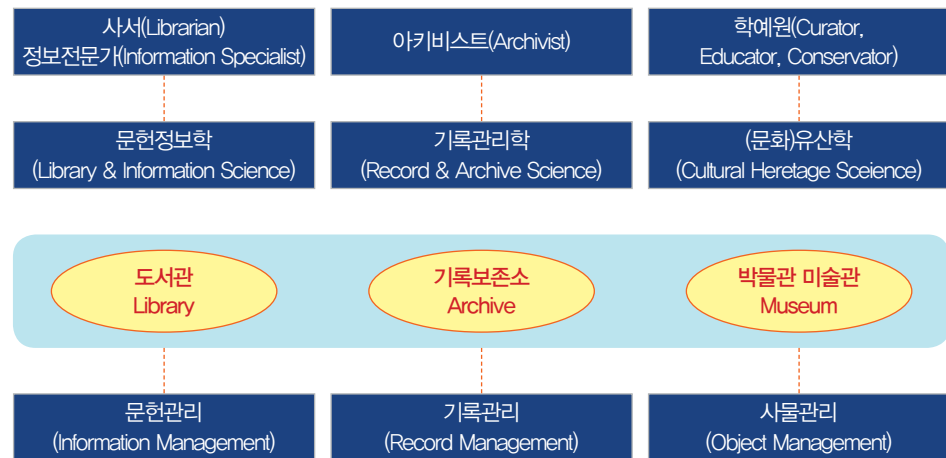 사서(Librarian)
정보전문가(Information Specialist)
아키비스트(Archivist)
학예원(Curator,
Educator, Conservator)
문헌정보학
(Library & Information Science)
기록관리학
(Record & Archive Science)
(문화)유산학
(Cultural Heretage Sceience)
도서관
Library
기록보존소
Archive
박물관 미술관
Museum
문헌관리
(Information Management)
기록관리
(Record Management)
사물관리
(Object Management)